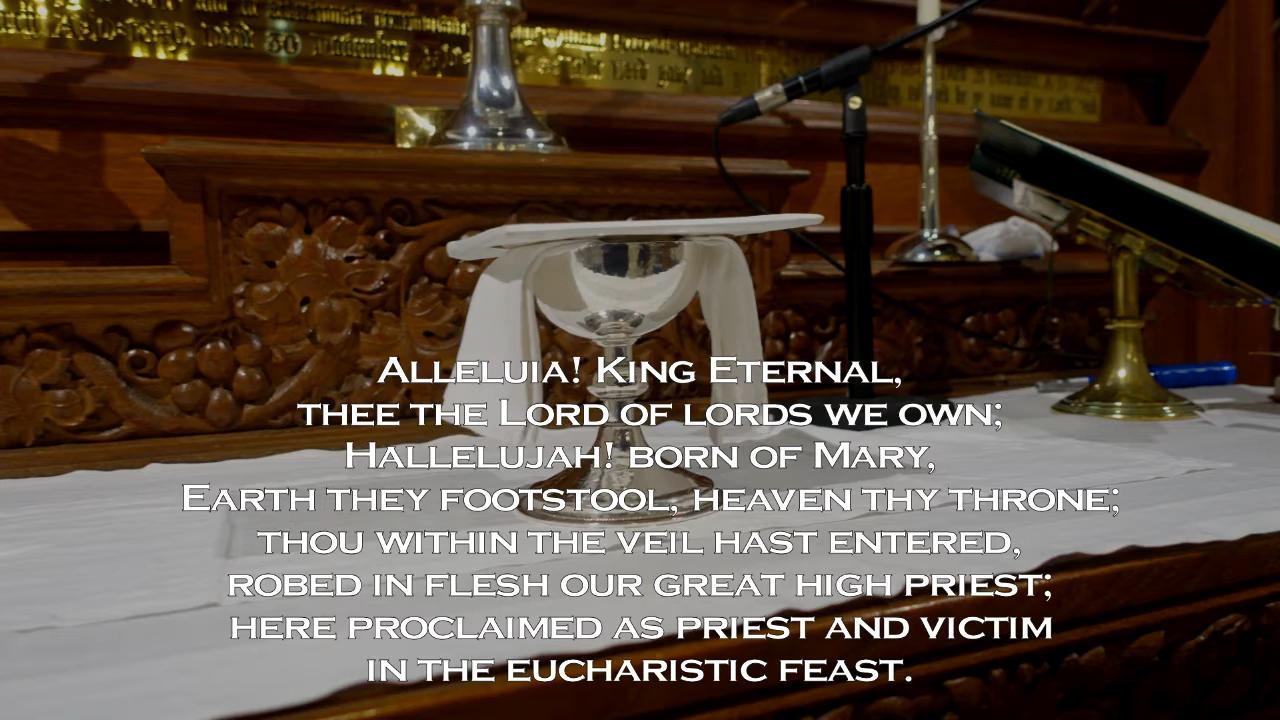 Alleluia! King Eternal,
thee the Lord of lords we own;
Hallelujah! born of Mary,
Earth they footstool, heaven thy throne;
thou within the veil hast entered,
robed in flesh our great high priest;
here proclaimed as priest and victim
in the eucharistic feast.